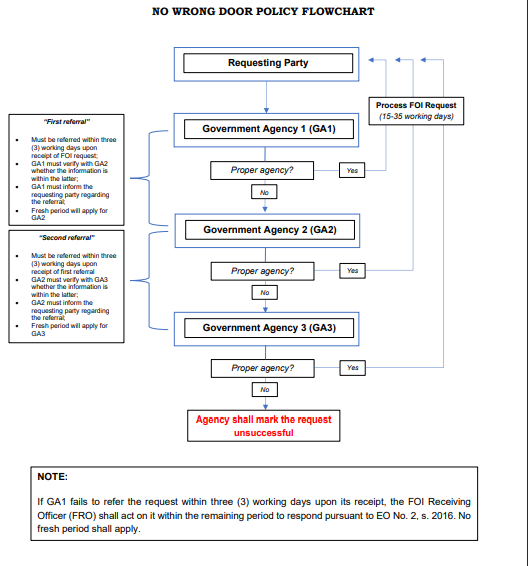 NO WRONG DOOR POLICY FLOWCHART
Requesting Party
Process FOI Request
(15-35 working days)
"First referral"
• Must be referred within three
(3) working days upon
receipt of FOI request;
• GA1 must verify with GA2
whether the information is
within the latter;
• GA1 must inform the
requesting party regarding
the referral;
• Fresh period will apply for
GA2
Government Agency 1 (GA1)
Proper agency?
Yes
No
Government Agency 2 (GA2)
"Second referral"
• Must be referred within three
(3) working days upon
receipt of first referral
• GA2 must verify with GA3
whether the information is
within the latter;
• GA2 must inform the
requesting party regarding
the referral;
• Fresh period will apply for
GA3
Proper agency?
Yes
No
Government Agency 3 (GA3)
Proper agency?
Yes
No
Agency shall mark the request
unsuccessful
NOTE:
If GA1 fails to refer the request within three (3) working days upon its receipt, the FOI Receiving
Officer (FRO) shall act on it within the remaining period to respond pursuant to EO No. 2, s. 2016. No
fresh period shall apply.